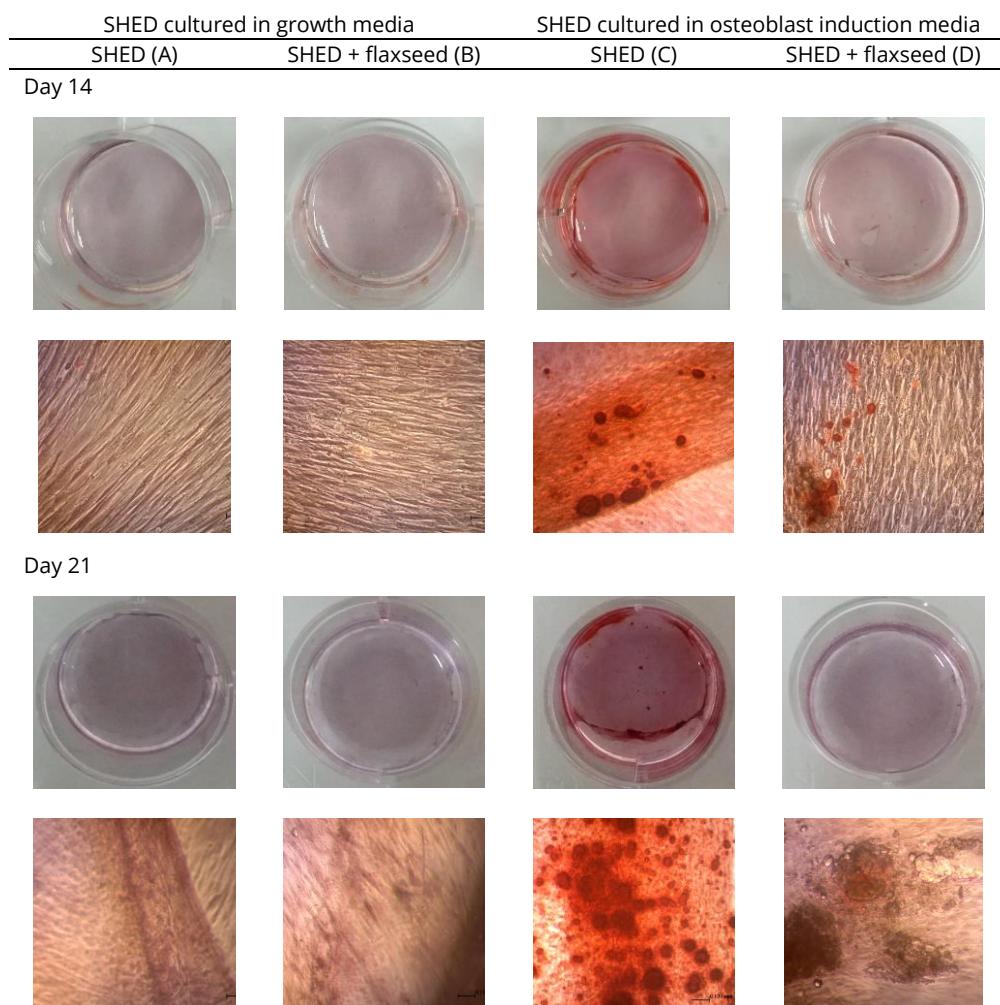 SHED cultured in growth media SHED cultured in osteoblast induction media
SHED (A) SHED + flaxseed (B) SHED (C) SHED + flaxseed (D)
Day 14
Day 21